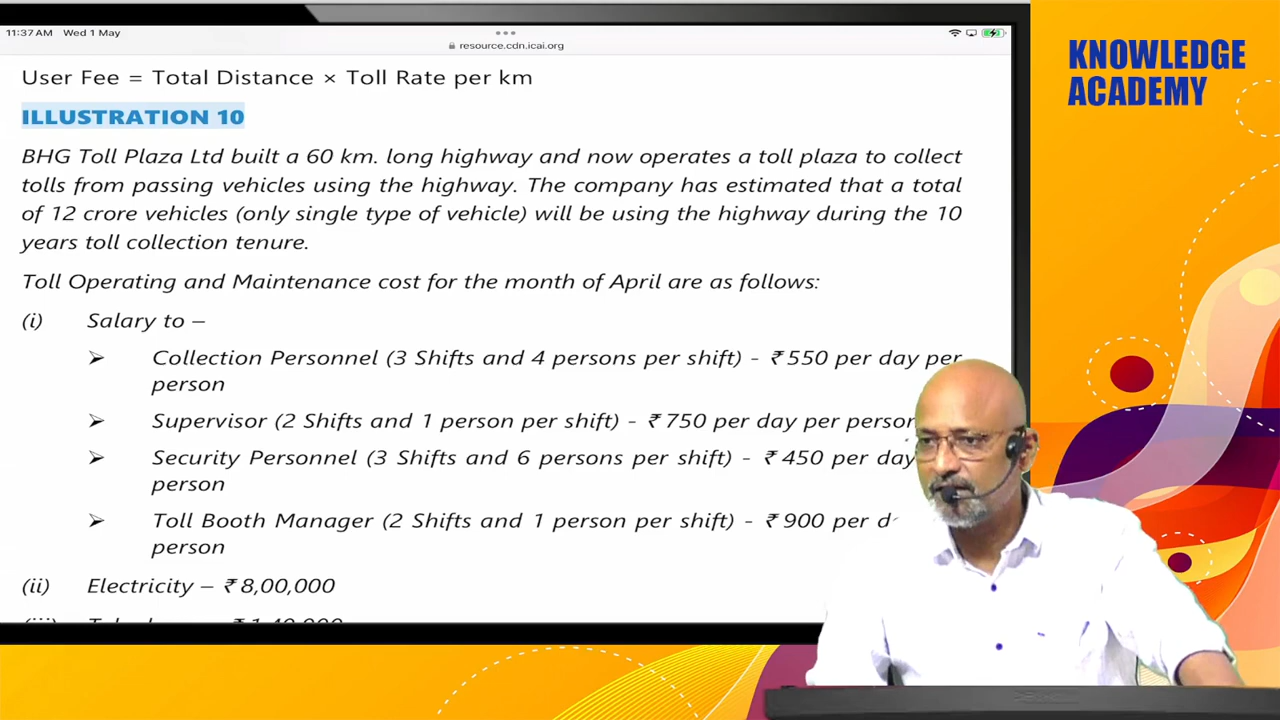 11:37 AM Wed 1 May
resource.cdn.icai.org
KNOWLEDGE
ACADEMY
User Fee = Total Distance × Toll Rate per km
ILLUSTRATION 10
BHG Toll Plaza Ltd built a 60 km. long highway and now operates a toll plaza to collect
tolls from passing vehicles using the highway. The company has estimated that a total
of 12 crore vehicles (only single type of vehicle) will be using the highway during the 10
years toll collection tenure.
Toll Operating and Maintenance cost for the month of April are as follows:
(i) Salary to –
➢ Collection Personnel (3 Shifts and 4 persons per shift) - ₹ 550 per day per
person
➢ Supervisor (2 Shifts and 1 person per shift) - ₹ 750 per day per person
➢ Security Personnel (3 Shifts and 6 persons per shift) - ₹ 450 per day
person
➢ Toll Booth Manager (2 Shifts and 1 person per shift) - ₹ 900 per
person
(ii) Electricity – ₹ 8,00,000